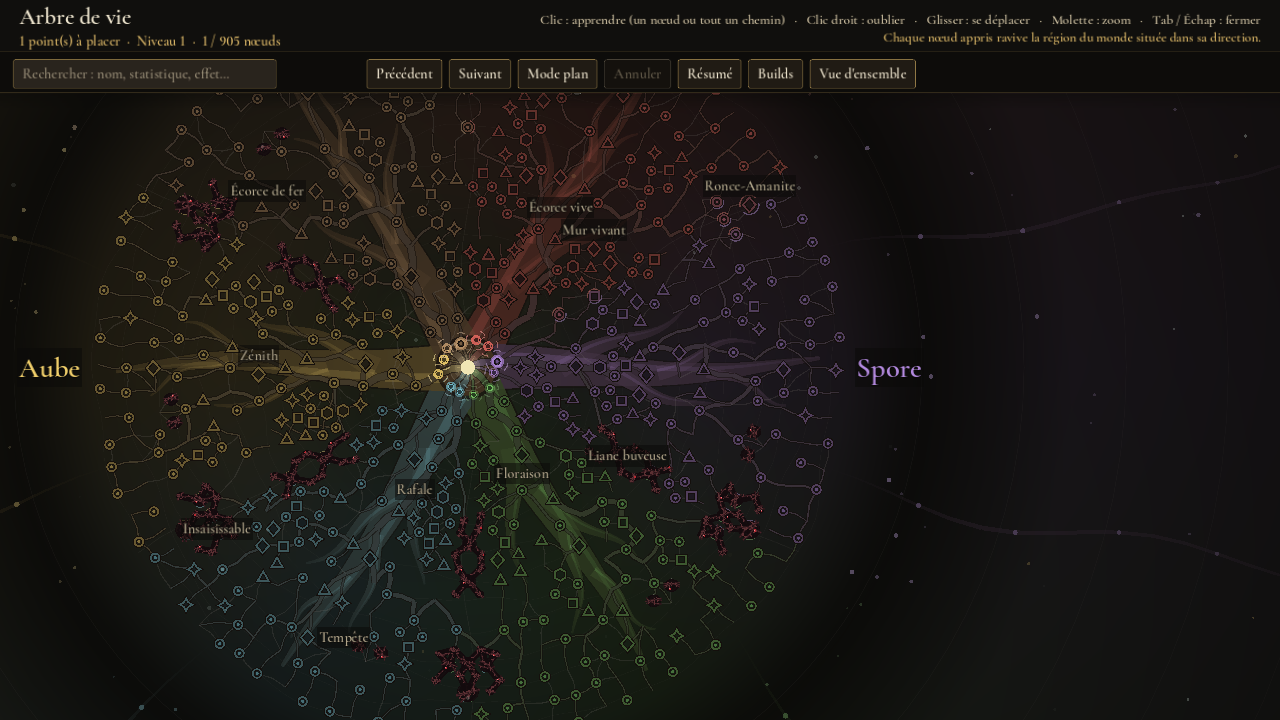 Arbre de vie
1 point(s) à placer · Niveau 1 · 1 / 905 nœuds
Clic : apprendre (un nœud ou tout un chemin) · Clic droit : oublier · Glisser : se déplacer · Molette : zoom · Tab / Échap : fermer
Chaque nœud appris ravive la région du monde située dans sa direction.
Rechercher : nom, statistique, effet...
Précédent
Suivant
Mode plan
Annuler
Résumé
Builds
Vue d'ensemble
Écorce de fer
Ronce-Amanite
Écorce vive
Mur vivant
Zénith
Aube
Spore
Liane buveuse
Floraison
Rafale
Insaisissable
Tempête